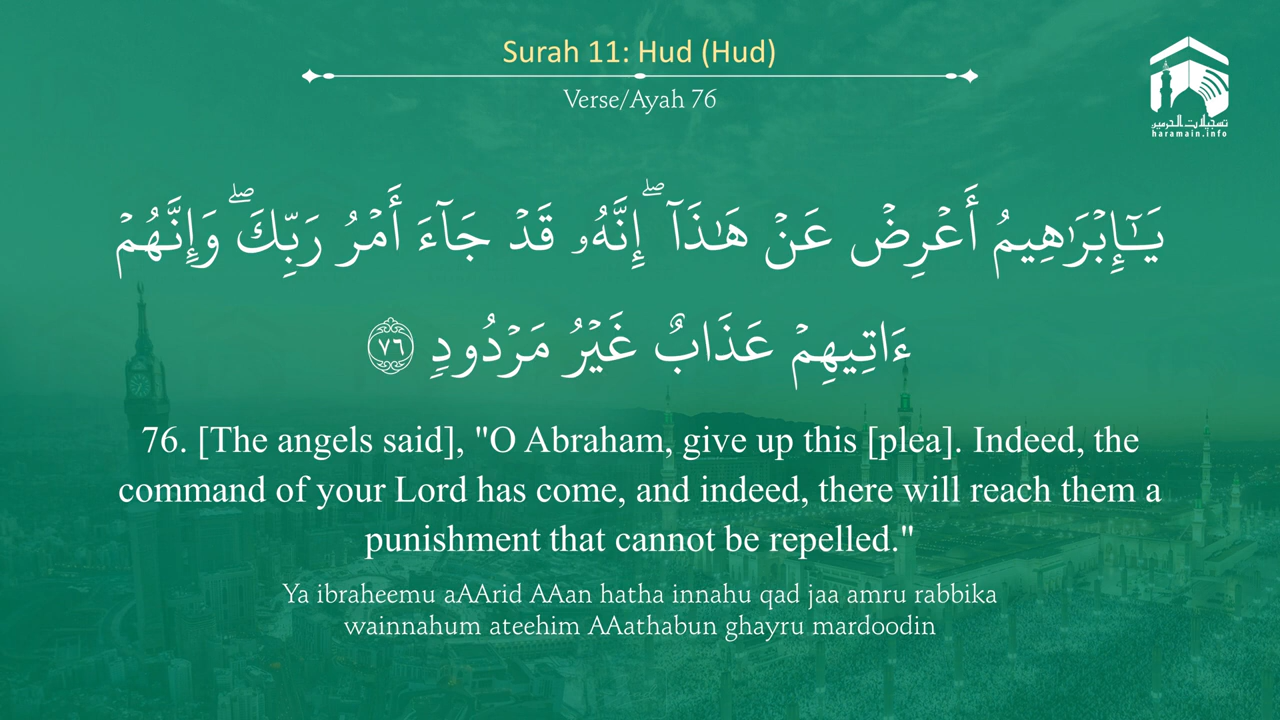 Surah 11: Hud (Hud)
Verse/Ayah 76
تسجيلات الحرمين
haramain.info
يَـٰٓإِبْرَٰهِيمُ أَعْرِضْ عَنْ هَـٰذَآ ۖ إِنَّهُۥ قَدْ جَآءَ أَمْرُ رَبِّكَ ۖ وَإِنَّهُمْ
ءَاتِيهِمْ عَذَابٌ غَيْرُ مَرْدُودٍ ٧٦
76. [The angels said], "O Abraham, give up this [plea]. Indeed, the
command of your Lord has come, and indeed, there will reach them a
punishment that cannot be repelled."
Ya ibraheemu aAArid AAan hatha innahu qad jaa amru rabbika
wainnahum ateehim AAathabun ghayru mardoodin